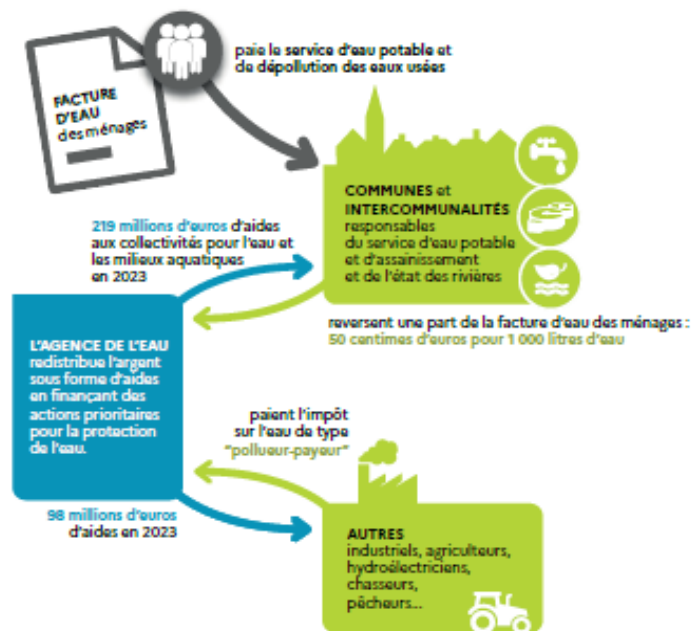 FACTURE
D'EAU
des ménages
paie le service d'eau potable et
de dépollution des eaux usées
COMMUNES et
INTERCOMMUNALITÉS
responsables
du service d'eau potable
et d'assainissement
et de l'état des rivières
219 millions d'euros d'aides
aux collectivités pour l'eau et
les milieux aquatiques
en 2023
reversent une part de la facture d'eau des ménages :
50 centimes d'euros pour 1 000 litres d'eau
L'AGENCE DE L'EAU
redistribue l'argent
sous forme d'aides
en finançant des
actions prioritaires
pour la protection
de l'eau.
paient l'impôt
sur l'eau de type
"pollueur-payeur"
98 millions d'euros
d'aides en 2023
AUTRES
industriels, agriculteurs,
hydroélectriciens,
chasseurs,
pêcheurs...